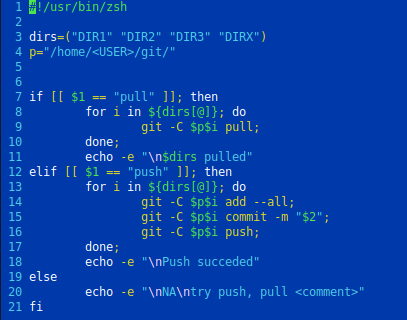 1 #!/usr/bin/zsh
2
3 dirs=("DIR1" "DIR2" "DIR3" "DIRX")
4 p="/home/<USER>/git/"
5
6
7 if [[ $1 == "pull" ]]; then
8         for i in ${dirs[@]}; do
9                 git -C $p$i pull;
10         done;
11         echo -e "\n$dirs pulled"
12 elif [[ $1 == "push" ]]; then
13         for i in ${dirs[@]}; do
14                 git -C $p$i add --all;
15                 git -C $p$i commit -m "$2";
16                 git -C $p$i push;
17         done;
18         echo -e "\nPush succeded"
19 else
20         echo -e "\nNA\ntry push, pull <comment>"
21 fi